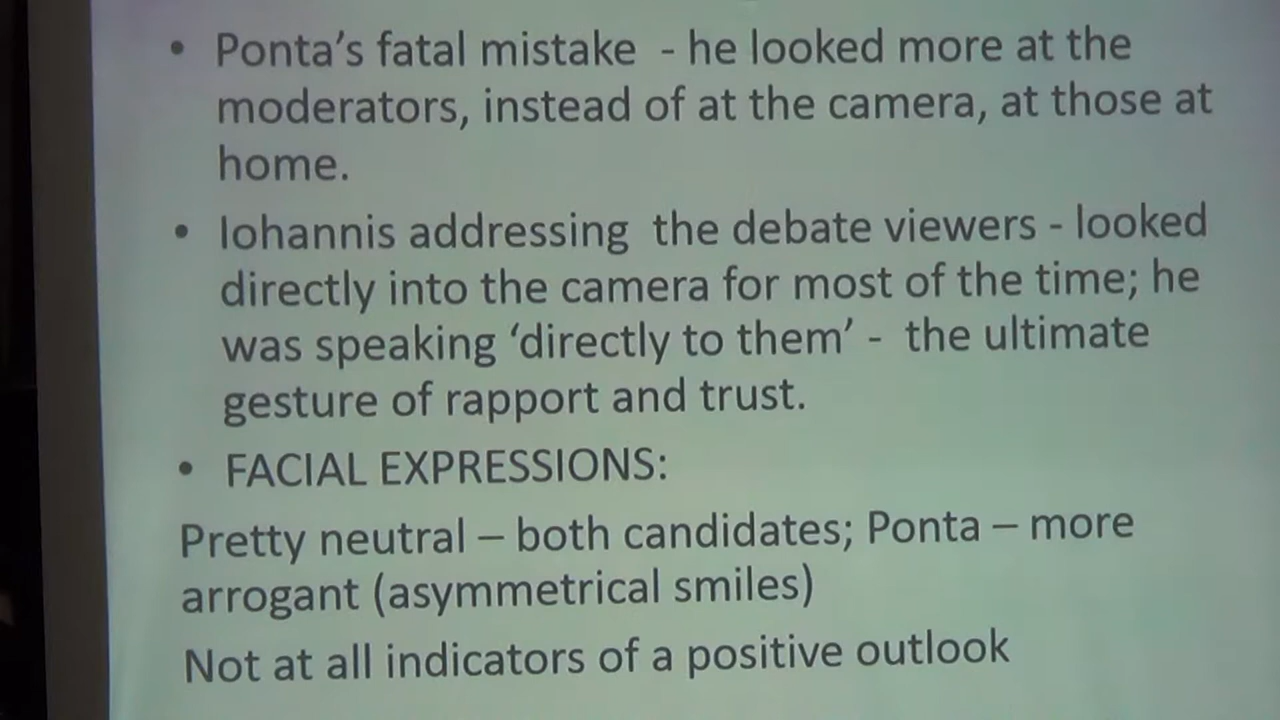 • Ponta's fatal mistake - he looked more at the
moderators, instead of at the camera, at those at
home.
• Iohannis addressing the debate viewers - looked
directly into the camera for most of the time; he
was speaking ‘directly to them’ - the ultimate
gesture of rapport and trust.
• FACIAL EXPRESSIONS:
Pretty neutral – both candidates; Ponta – more
arrogant (asymmetrical smiles)
Not at all indicators of a positive outlook